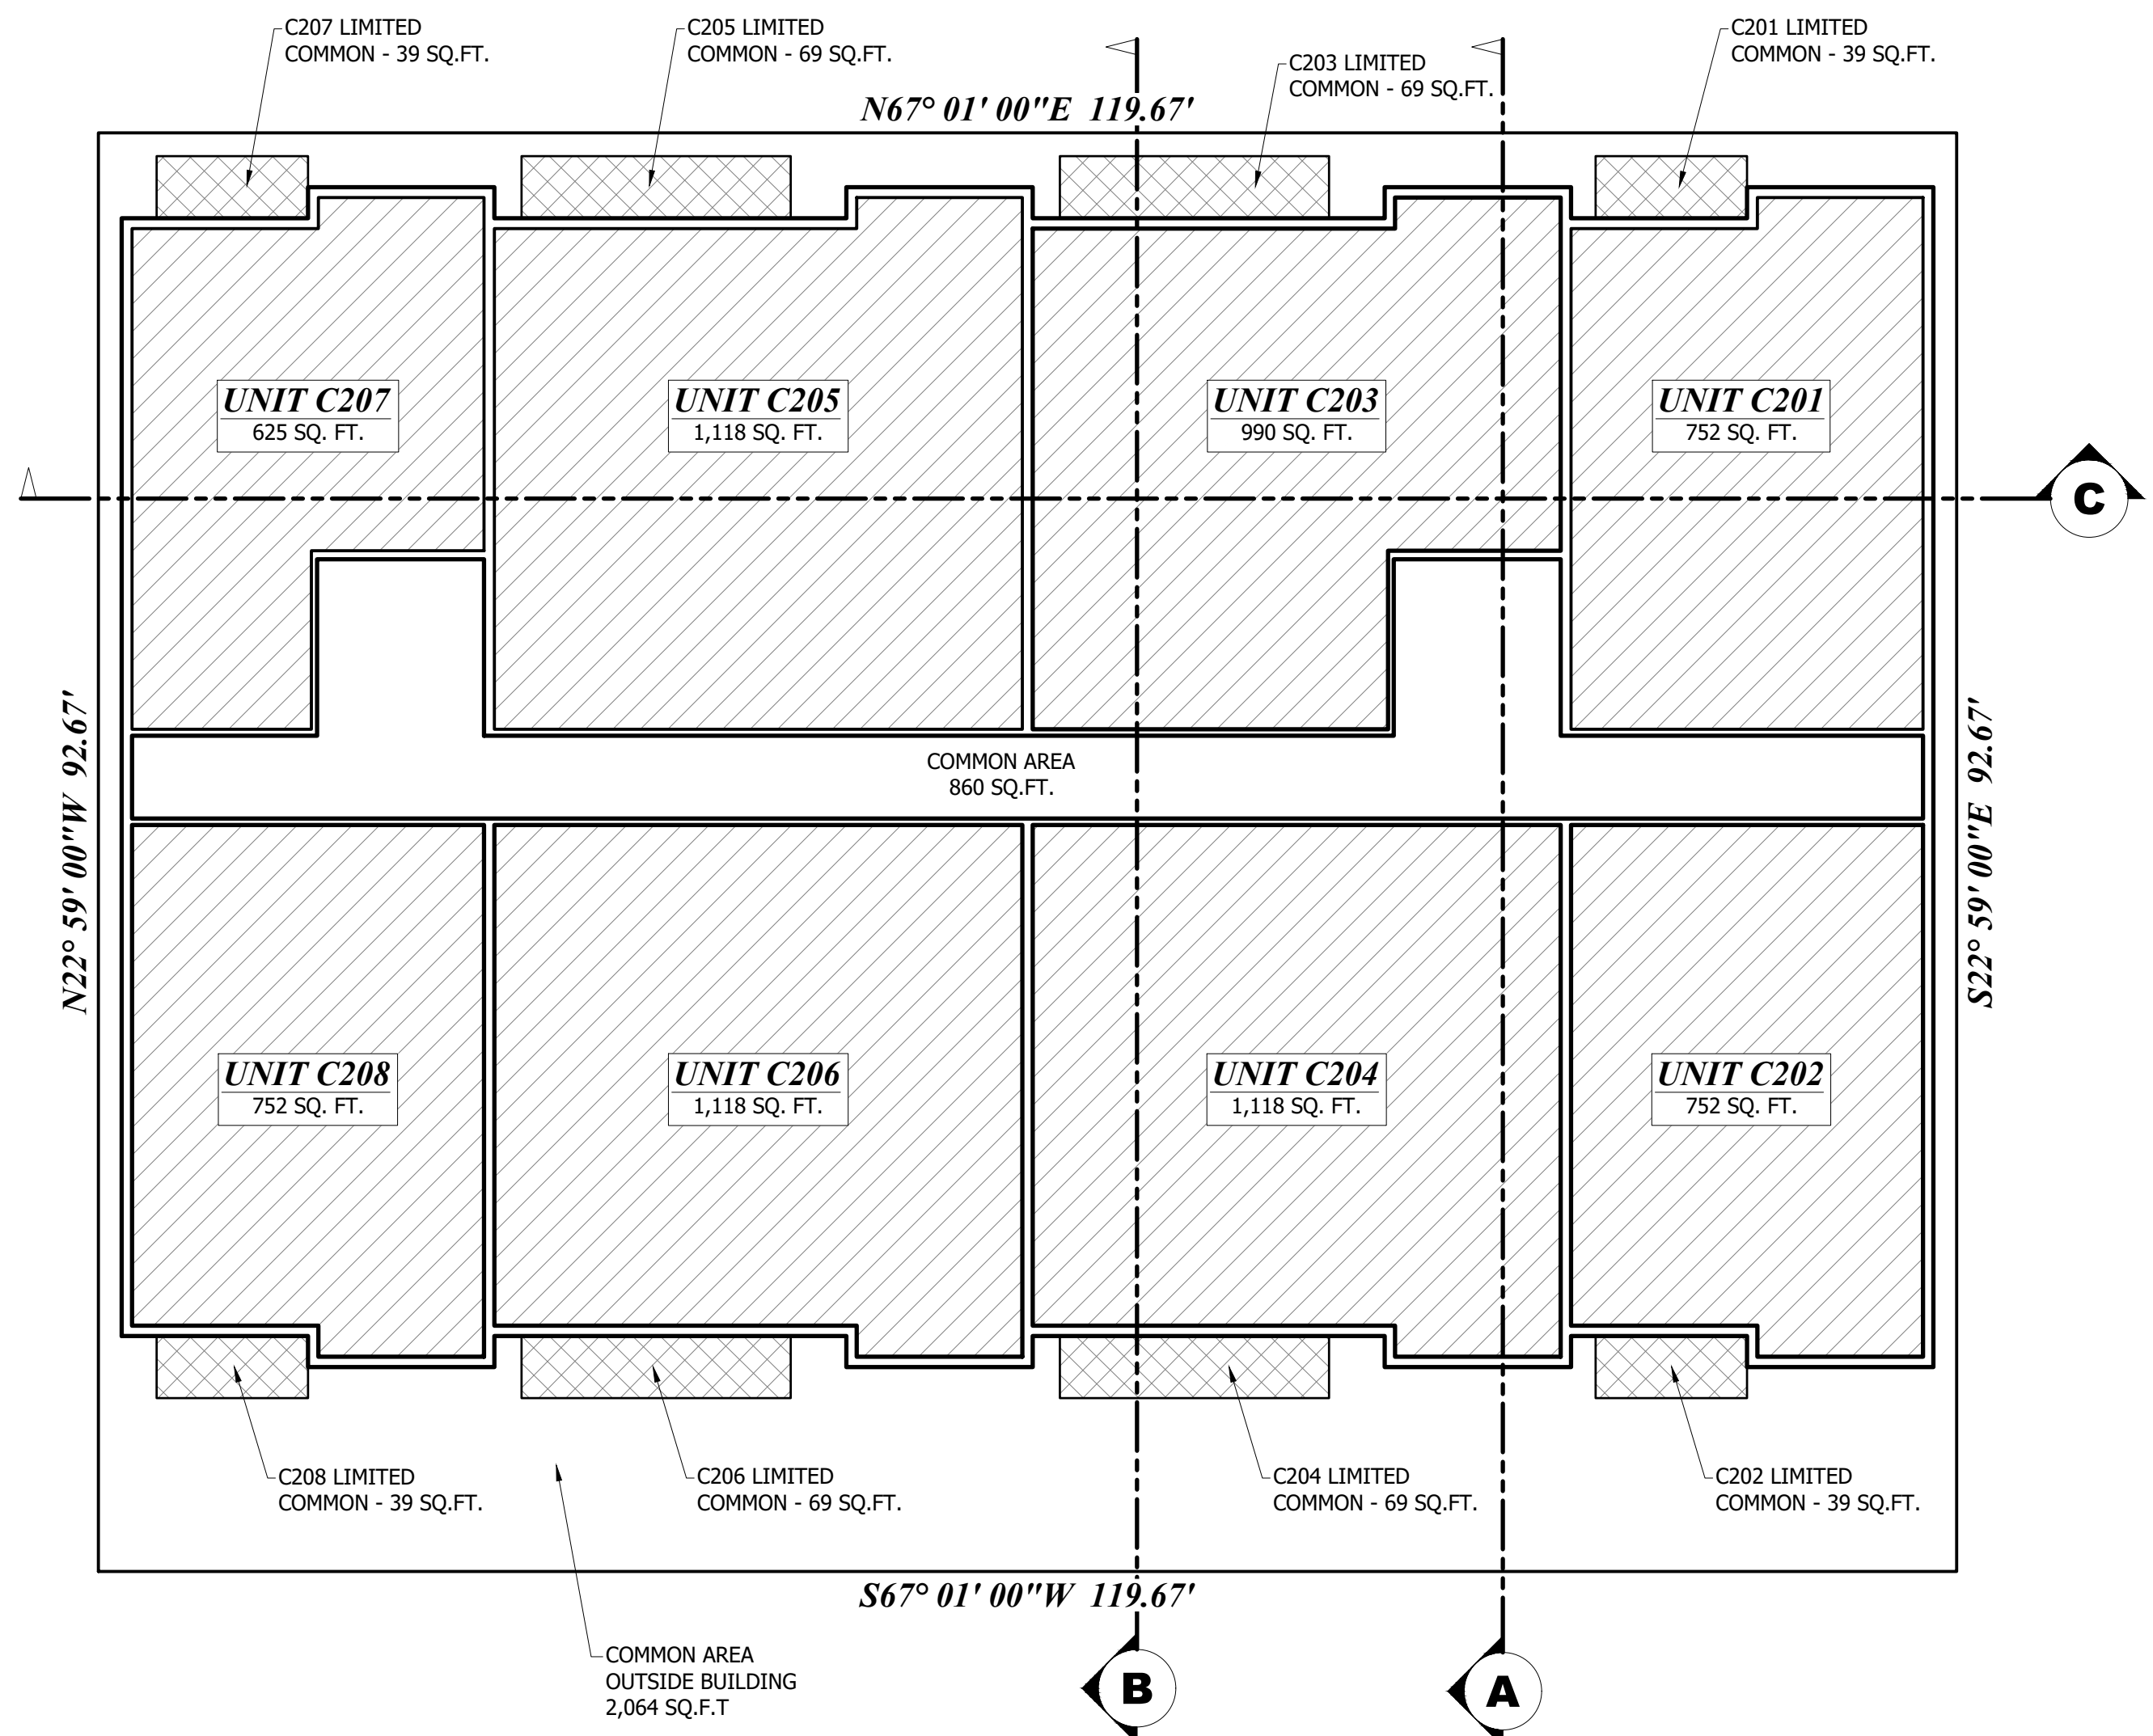 C207 LIMITED
COMMON - 39 SQ.FT.
C205 LIMITED
COMMON - 69 SQ.FT.
C203 LIMITED
COMMON - 69 SQ.FT.
C201 LIMITED
COMMON - 39 SQ.FT.
N67° 01' 00"E 119.67'
UNIT C207
625 SQ. FT.
UNIT C205
1,118 SQ. FT.
UNIT C203
990 SQ. FT.
UNIT C201
752 SQ. FT.
C
N22° 59' 00"W 92.67'
S22° 59' 00"E 92.67'
COMMON AREA
860 SQ.FT.
UNIT C208
752 SQ. FT.
UNIT C206
1,118 SQ. FT.
UNIT C204
1,118 SQ. FT.
UNIT C202
752 SQ. FT.
C208 LIMITED
COMMON - 39 SQ.FT.
C206 LIMITED
COMMON - 69 SQ.FT.
C204 LIMITED
COMMON - 69 SQ.FT.
C202 LIMITED
COMMON - 39 SQ.FT.
S67° 01' 00"W 119.67'
COMMON AREA
OUTSIDE BUILDING
2,064 SQ.F.T
B
A